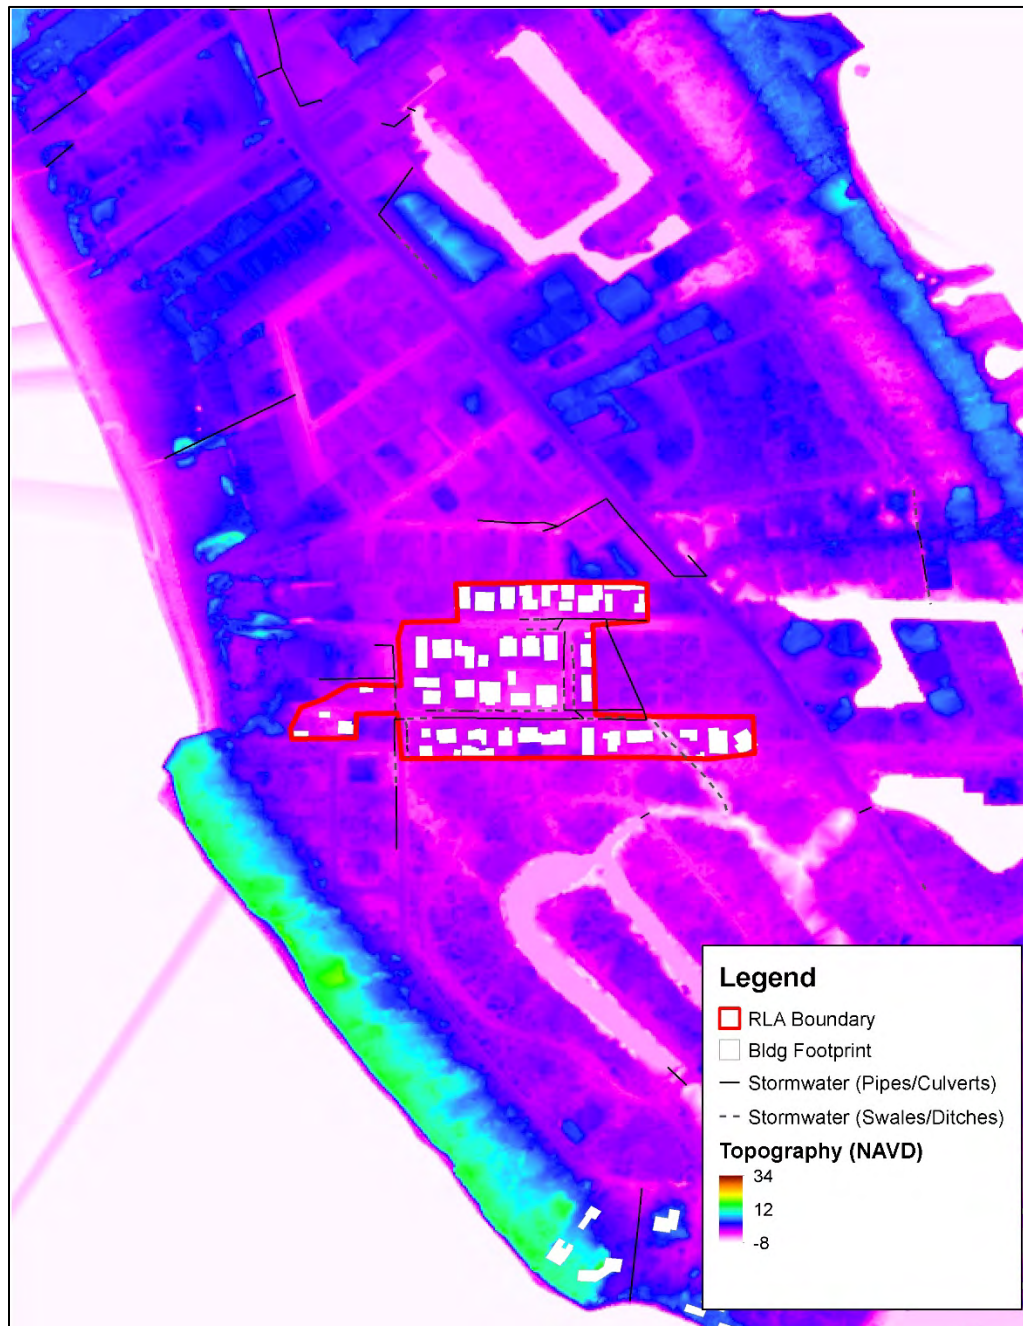 Legend
RLA Boundary
Bldg Footprint
Stormwater (Pipes/Culverts)
Stormwater (Swales/Ditches)
Topography (NAVD)
34
12
-8